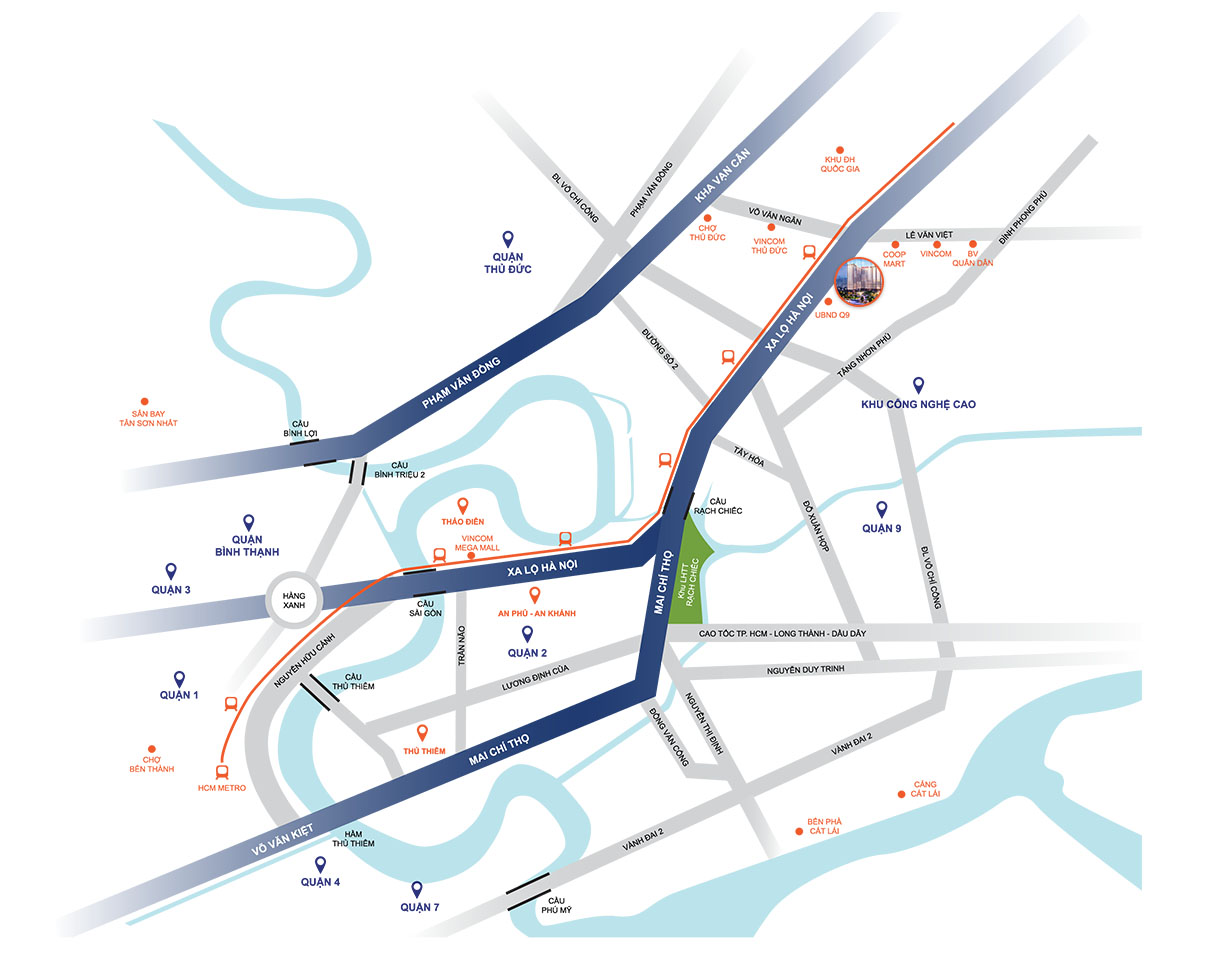 KHU ĐH
QUỐC GIA
KHA VẠN CÂN
ĐL VÕ CHÍ CÔNG
PHẠM VĂN ĐỒNG
VÕ VĂN NGÂN
CHỢ
THỦ ĐỨC
VINCOM
THỦ ĐỨC
LÊ VĂN VIỆT
ĐÌNH PHONG PHÚ
COOP
MART
VINCOM
BV
QUÂN DÂN
QUẬN
THỦ ĐỨC
UBND Q9
XA LỘ HÀ NỘI
ĐƯỜNG SỐ 2
TĂNG NHƠN PHÚ
PHẠM VĂN ĐỒNG
KHU CÔNG NGHỆ CAO
SÂN BAY
TÂN SƠN NHẤT
CẦU
BÌNH LỢI
CẦU
BÌNH TRIỆU 2
TÂY HÒA
CẦU
RẠCH CHIẾC
THẢO ĐIỀN
QUẬN
BÌNH THẠNH
VINCOM
MEGA MALL
ĐỖ XUÂN HỢP
QUẬN 9
XA LỘ HÀ NỘI
QUẬN 3
HÀNG
XANH
CẦU
SÀI GÒN
AN PHÚ - AN KHÁNH
MAI CHÍ THỌ
Khu LHTT
RẠCH CHIẾC
ĐL VÕ CHÍ CÔNG
TRẦN NÃO
QUẬN 2
CAO TỐC TP. HCM - LONG THÀNH - DẦU DÂY
NGUYỄN HỮU CẢNH
LƯƠNG ĐỊNH CỦA
NGUYỄN DUY TRINH
QUẬN 1
CẦU
THỦ THIÊM
ĐỒNG VĂN CỐNG
NGUYỄN THỊ ĐỊNH
CHỢ
BẾN THÀNH
THỦ THIÊM
MAI CHÍ THỌ
VÀNH ĐAI 2
HCM METRO
CẢNG
CÁT LÁI
BẾN PHÀ
CÁT LÁI
VÕ VĂN KIỆT
HẦM
THỦ THIÊM
VÀNH ĐAI 2
QUẬN 4
QUẬN 7
CẦU
PHÚ MỸ